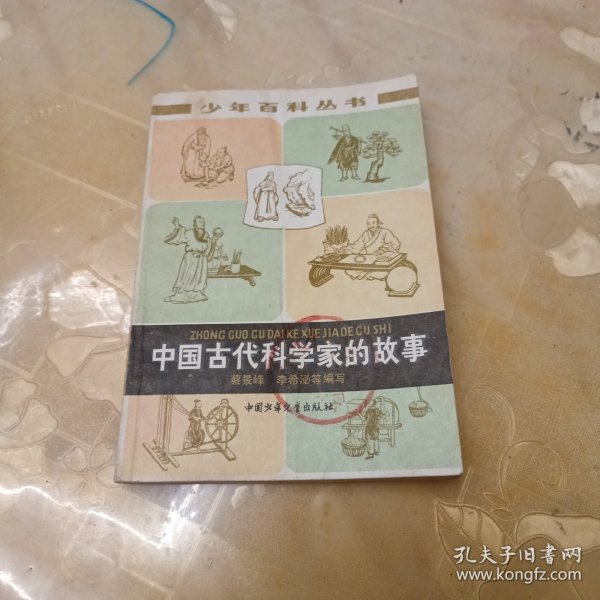 少年百科丛书
ZHONG GUO GU DAI KE XUE JIA DE GU SHI
中国古代科学家的故事
蔡景峰 李希泌等编写
中国少年儿童出版社
孔夫子旧书网
www.kongfz.com